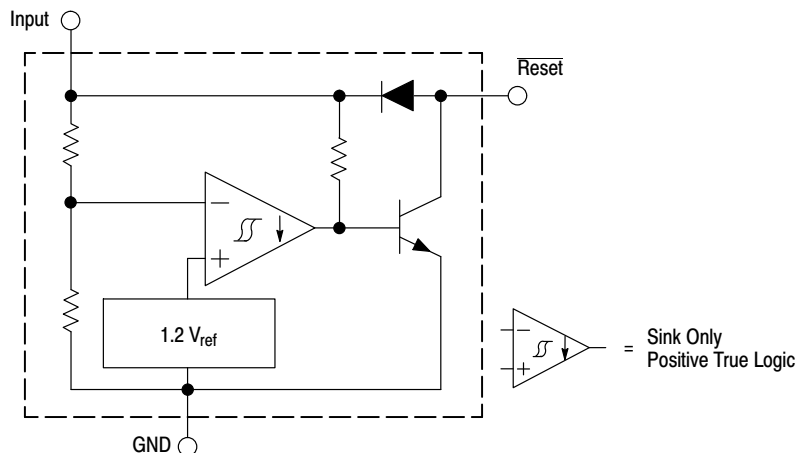 Input
Reset
−
+
1.2 Vref
GND
−
+
= Sink Only
Positive True Logic